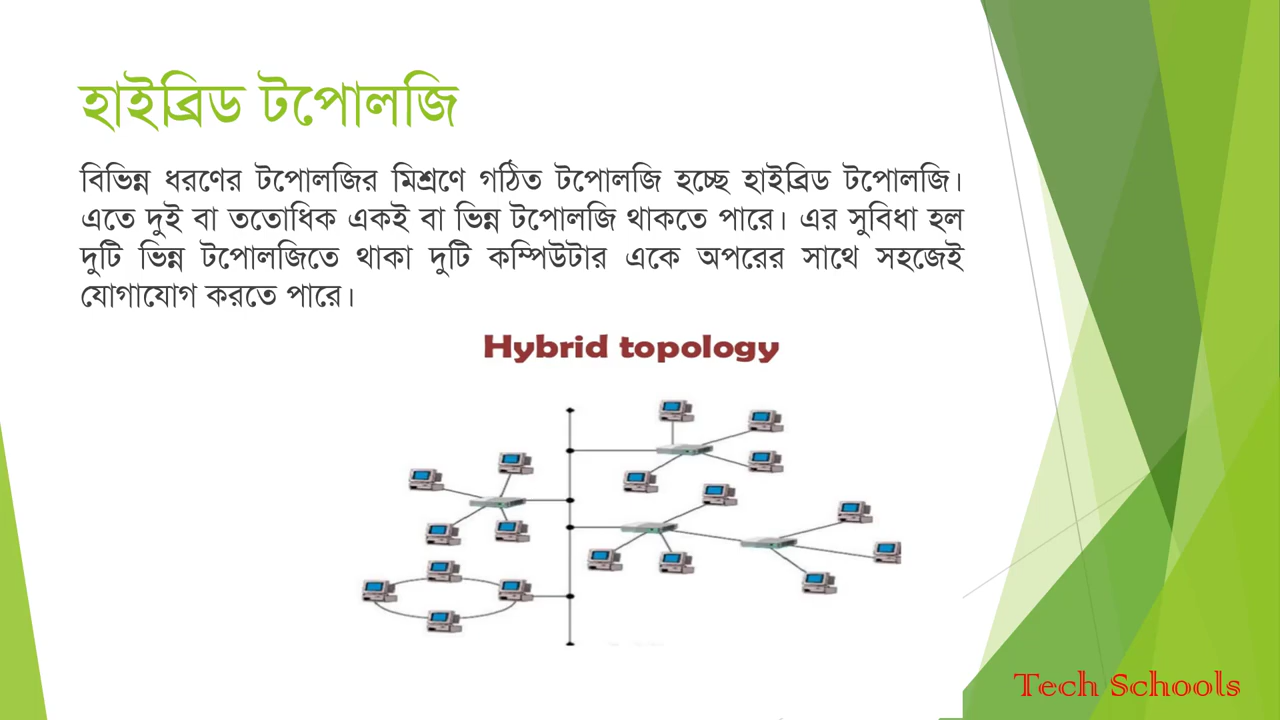 হাইব্রিড টপোলজি
বিভিন্ন ধরণের টপোলজির মিশ্রণে গঠিত টপোলজি হচ্ছে হাইব্রিড টপোলজি।
এতে দুই বা ততোধিক একই বা ভিন্ন টপোলজি থাকতে পারে। এর সুবিধা হল
দুটি ভিন্ন টপোলজিতে থাকা দুটি কম্পিউটার একে অপরের সাথে সহজেই
যোগাযোগ করতে পারে।
Hybrid topology
Tech Schools